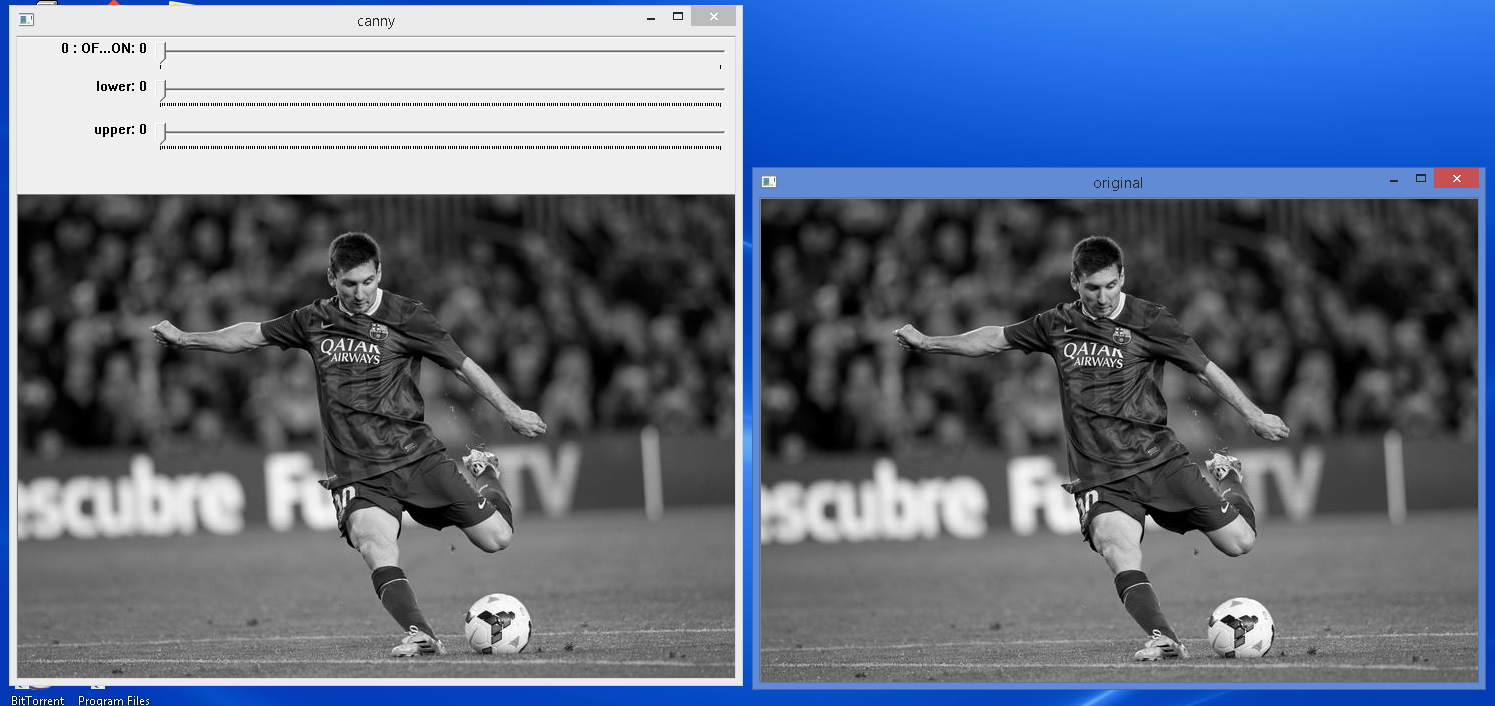 canny
0 : OF...ON: 0
lower: 0
upper: 0
QATAR
AIRWAYS
escubre Fu TV
10
original
QATAR
AIRWAYS
escubre Fu TV
10
BitTorrent Program Files